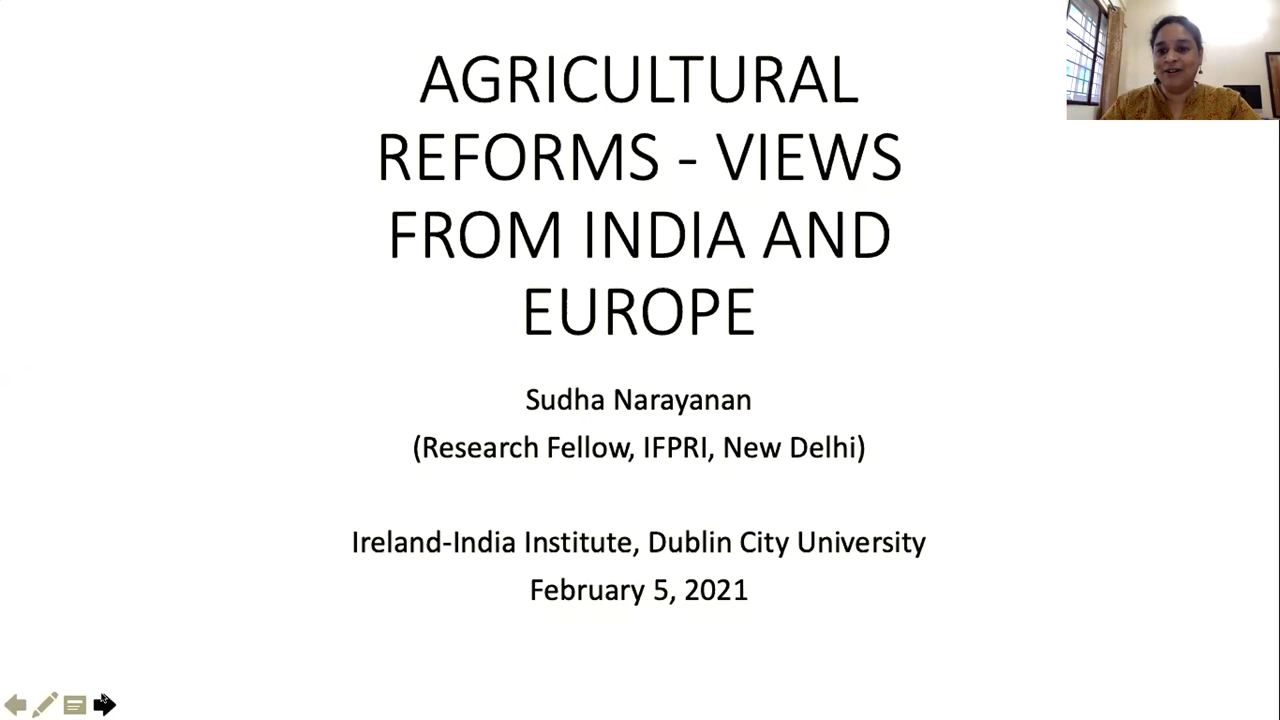 AGRICULTURAL
REFORMS - VIEWS
FROM INDIA AND
EUROPE
Sudha Narayanan
(Research Fellow, IFPRI, New Delhi)
Ireland-India Institute, Dublin City University
February 5, 2021